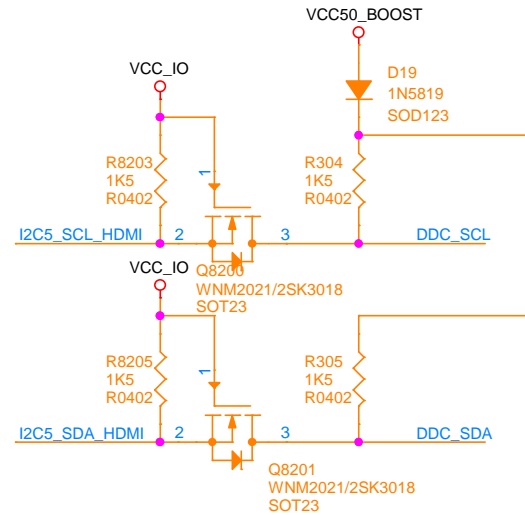 VCC50_BOOST
VCC_IO
D19
1N5819
SOD123
R8203
1K5
R0402
1
R304
1K5
R0402
I2C5_SCL_HDMI
2
3
DDC_SCL
Q8200
WNM2021/2SK3018
SOT23
VCC_IO
R8205
1K5
R0402
1
R305
1K5
R0402
I2C5_SDA_HDMI
2
3
DDC_SDA
Q8201
WNM2021/2SK3018
SOT23